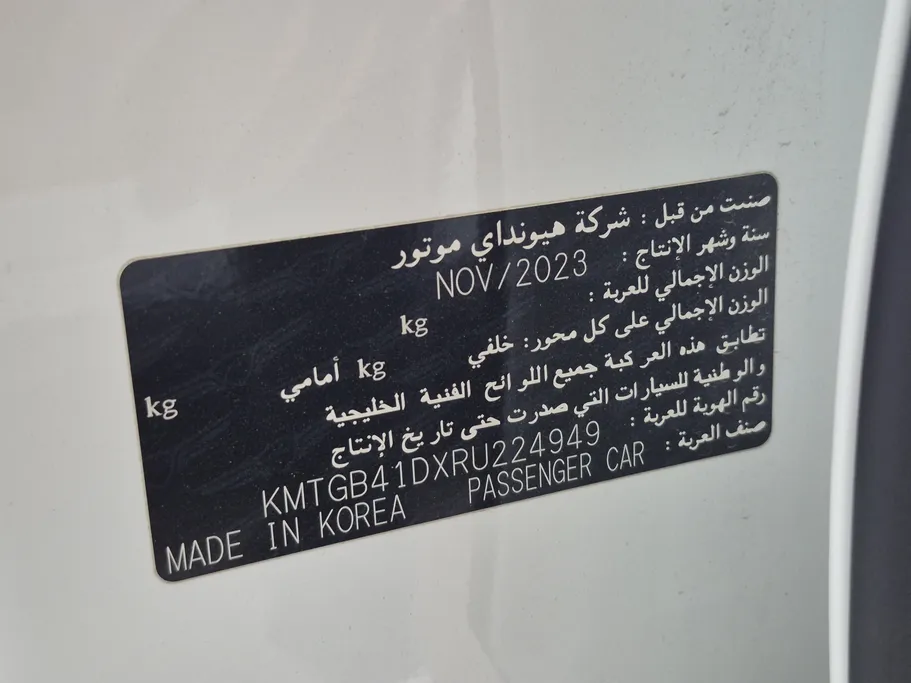 صنعت من قبل : شركة هيونداي موتور
سنة وشهر الإنتاج : NOV/2023
الوزن الإجمالي للعربة : kg
الوزن الإجمالي على كل محور: خلفي kg أمامي kg
تطابق هذه المركبة جميع اللوائح الفنية الخليجية
والوطنية للسيارات التي صدرت حتى تاريخ الإنتاج
رقم الهوية للعربة : KMTGB41DXRU224949
صنف العربة : PASSENGER CAR MADE IN KOREA